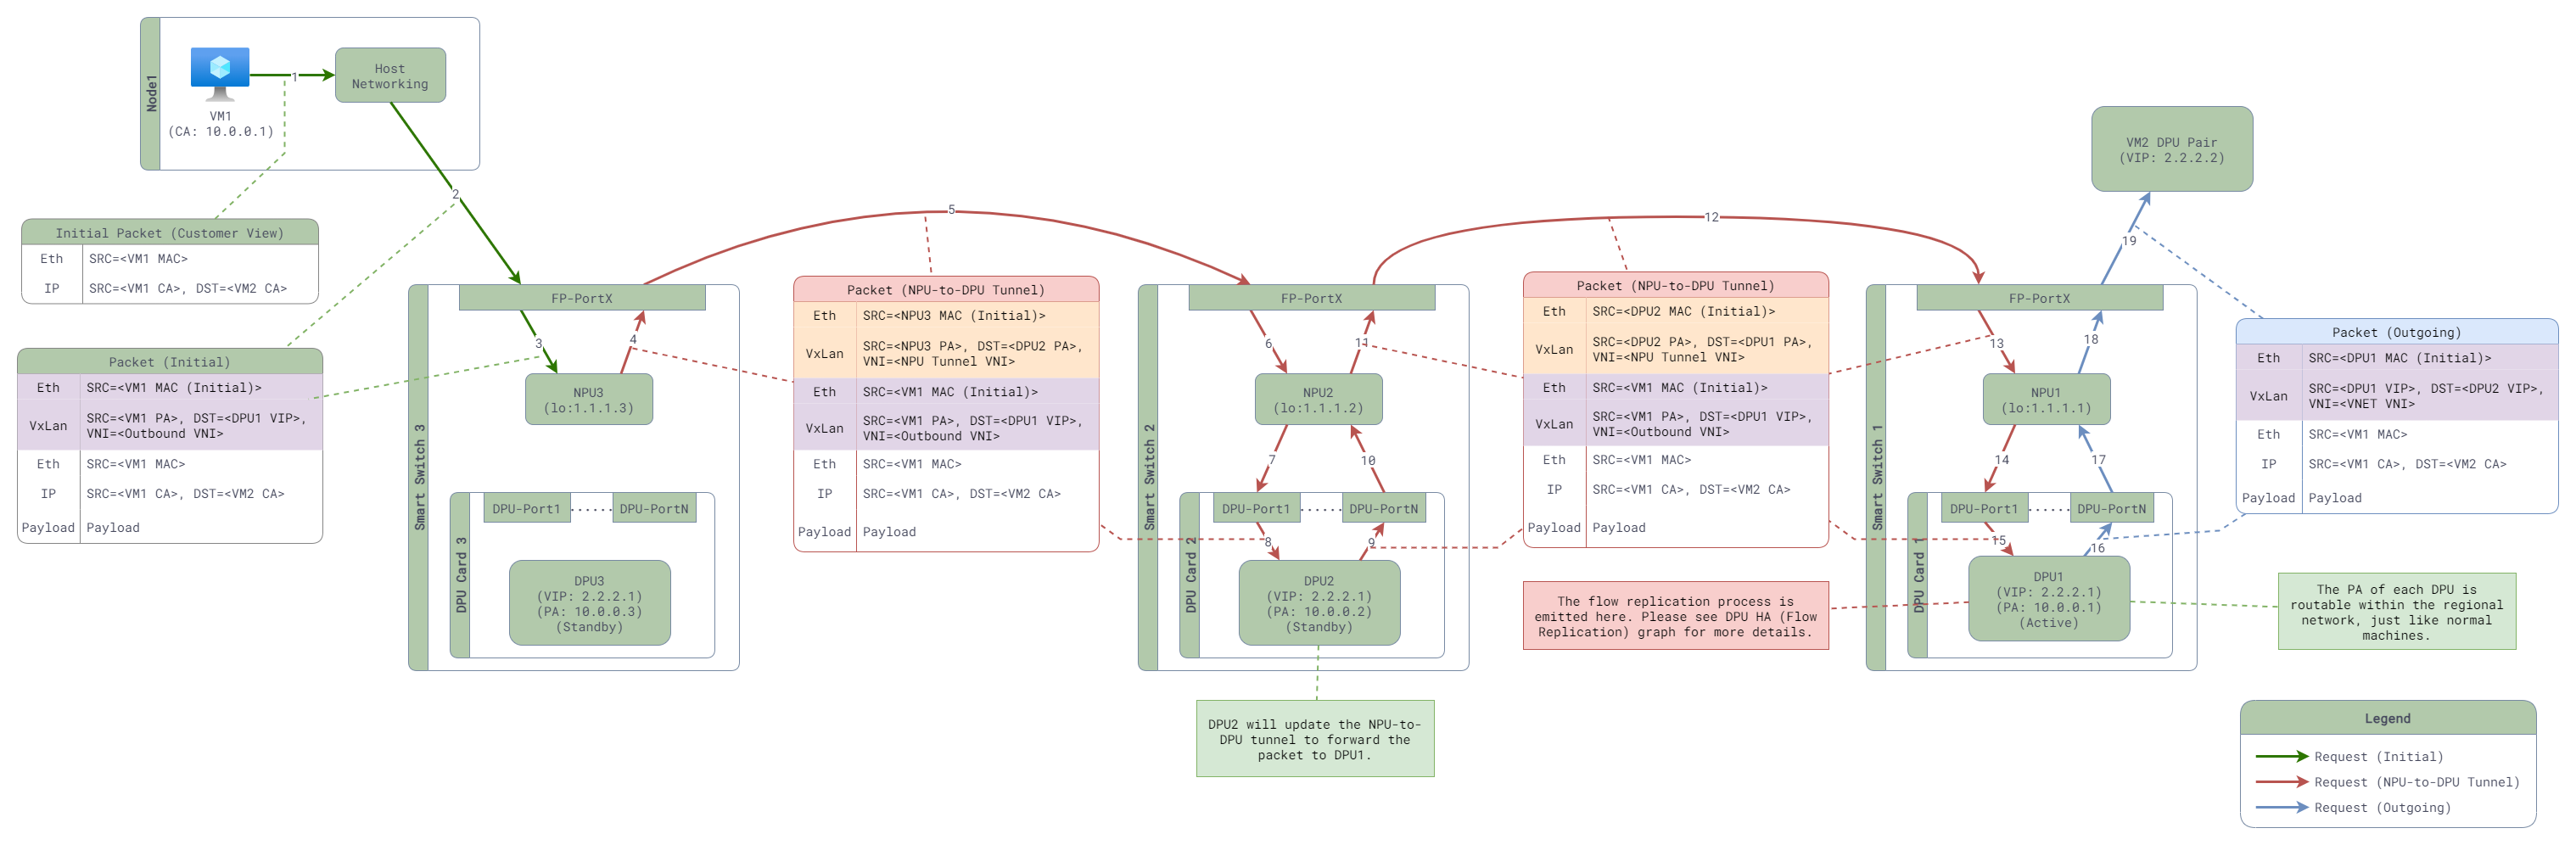 Node1
VM1
(CA: 10.0.0.1)
1
Host
Networking
2
Initial Packet (Customer View)
Eth SRC=<VM1 MAC>
IP SRC=<VM1 CA>, DST=<VM2 CA>
Packet (Initial)
Eth SRC=<VM1 MAC (Initial)>
VxLan SRC=<VM1 PA>, DST=<DPU1 VIP>,
VNI=<Outbound VNI>
Eth SRC=<VM1 MAC>
IP SRC=<VM1 CA>, DST=<VM2 CA>
Payload Payload
Smart Switch 3
FP-PortX
3
4
NPU3
(lo:1.1.1.3)
DPU Card 3
DPU-Port1 ...... DPU-PortN
DPU3
(VIP: 2.2.2.1)
(PA: 10.0.0.3)
(Standby)
5
Packet (NPU-to-DPU Tunnel)
Eth SRC=<NPU3 MAC (Initial)>
VxLan SRC=<NPU3 PA>, DST=<DPU2 PA>,
VNI=<NPU Tunnel VNI>
Eth SRC=<VM1 MAC (Initial)>
VxLan SRC=<VM1 PA>, DST=<DPU1 VIP>,
VNI=<Outbound VNI>
Eth SRC=<VM1 MAC>
IP SRC=<VM1 CA>, DST=<VM2 CA>
Payload Payload
Smart Switch 2
FP-PortX
6
11
NPU2
(lo:1.1.1.2)
7
10
DPU Card 2
DPU-Port1 ...... DPU-PortN
8
9
DPU2
(VIP: 2.2.2.1)
(PA: 10.0.0.2)
(Standby)
DPU2 will update the NPU-to-
DPU tunnel to forward the
packet to DPU1.
12
Packet (NPU-to-DPU Tunnel)
Eth SRC=<DPU2 MAC (Initial)>
VxLan SRC=<DPU2 PA>, DST=<DPU1 PA>,
VNI=<NPU Tunnel VNI>
Eth SRC=<VM1 MAC (Initial)>
VxLan SRC=<VM1 PA>, DST=<DPU1 VIP>,
VNI=<Outbound VNI>
Eth SRC=<VM1 MAC>
IP SRC=<VM1 CA>, DST=<VM2 CA>
Payload Payload
The flow replication process is
emitted here. Please see DPU HA (Flow
Replication) graph for more details.
Smart Switch 1
FP-PortX
13
18
NPU1
(lo:1.1.1.1)
14
17
DPU Card 1
DPU-Port1 ...... DPU-PortN
15
16
DPU1
(VIP: 2.2.2.1)
(PA: 10.0.0.1)
(Active)
VM2 DPU Pair
(VIP: 2.2.2.2)
19
Packet (Outgoing)
Eth SRC=<DPU1 MAC (Initial)>
VxLan SRC=<DPU1 VIP>, DST=<DPU2 VIP>,
VNI=<VNET VNI>
Eth SRC=<VM1 MAC>
IP SRC=<VM1 CA>, DST=<VM2 CA>
Payload Payload
The PA of each DPU is
routable within the regional
network, just like normal
machines.
Legend
Request (Initial)
Request (NPU-to-DPU Tunnel)
Request (Outgoing)